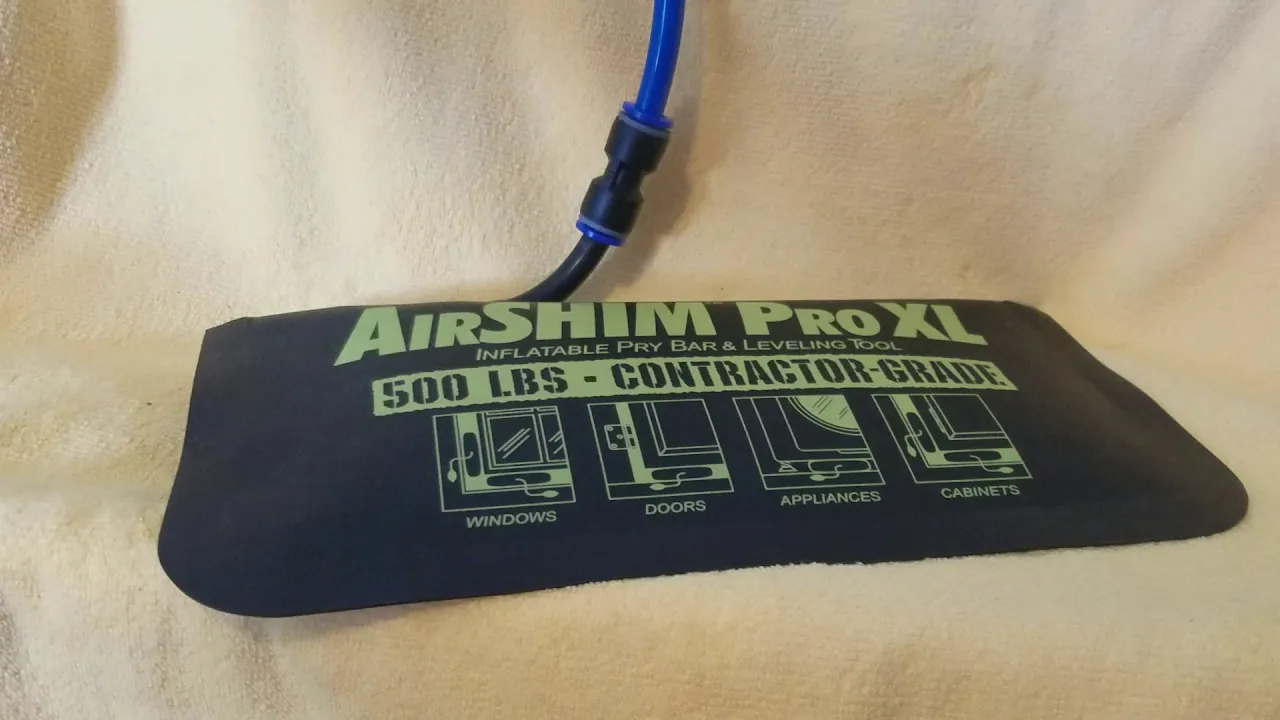 AIRSHIM PRO XL
INFLATABLE PRY BAR & LEVELING TOOL
500 LBS - CONTRACTOR-GRADE
WINDOWS
DOORS
APPLIANCES
CABINETS